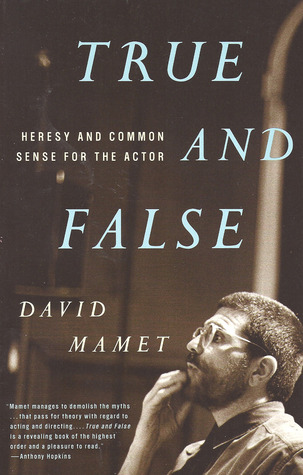 TRUE
HERESY AND COMMON
SENSE FOR THE ACTOR
AND
FALSE
DAVID
MAMET
"Mamet manages to demolish the myths
...that pass for theory with regard to
acting and directing....True and False is
a revealing book of the highest
order and a pleasure to read."
—Anthony Hopkins